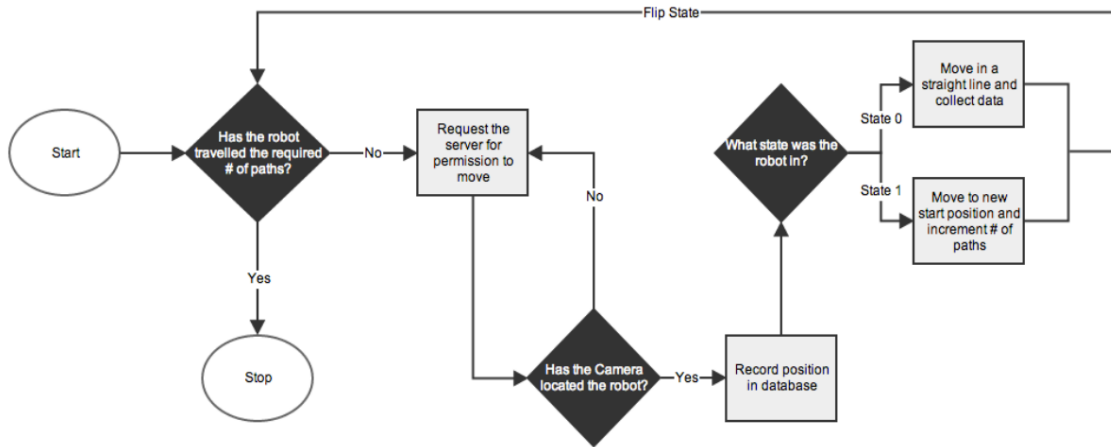 Flip State
Start
Has the robot
travelled the required
# of paths?
No
Yes
Stop
Request the
server for
permission to
move
No
Has the Camera
located the robot?
Yes
Record position
in database
What state was the
robot in?
State 0
State 1
Move in a
straight line and
collect data
Move to new
start position and
increment # of
paths